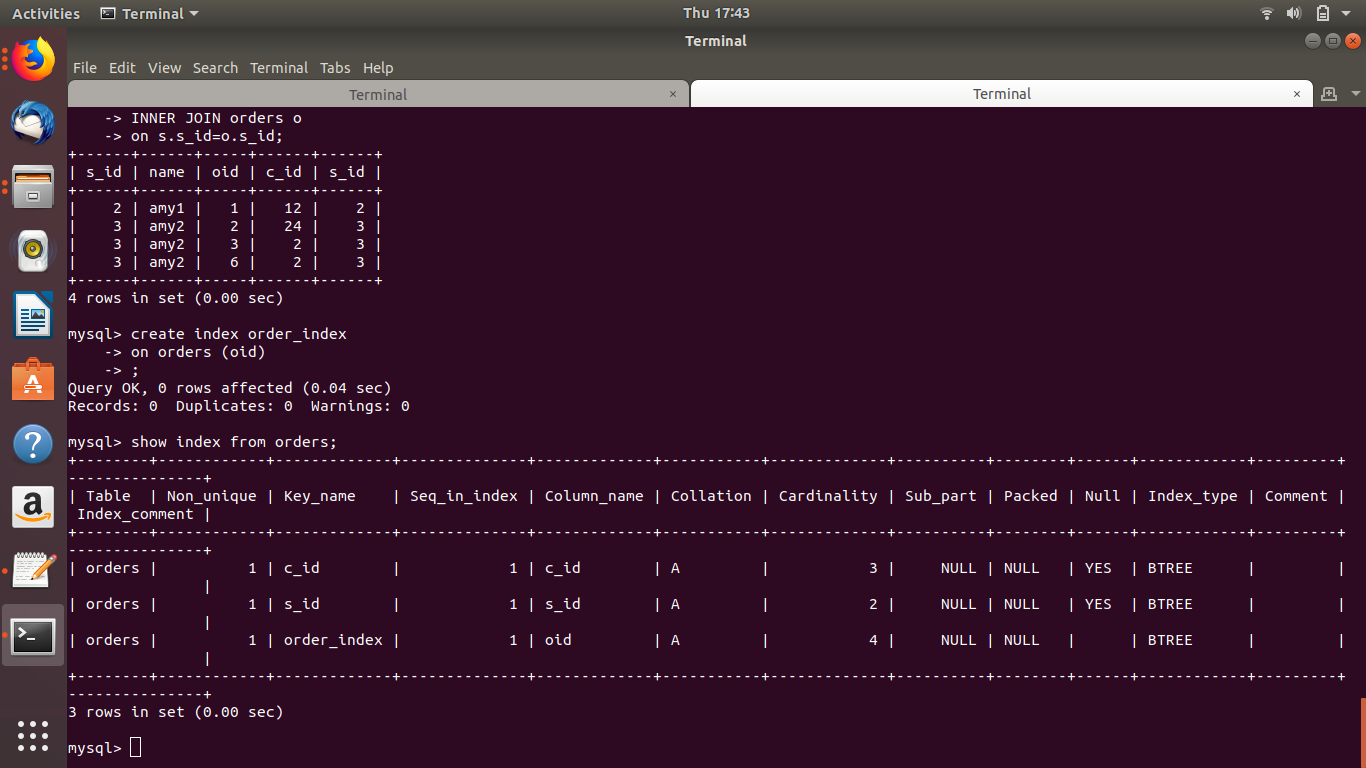 Activities Terminal Thu 17:43
Terminal
File Edit View Search Terminal Tabs Help
Terminal × Terminal ×
    -> INNER JOIN orders o
    -> on s.s_id=o.s_id;
+------+------+-----+------+------+
| s_id | name | oid | c_id | s_id |
+------+------+-----+------+------+
|    2 | amy1 |   1 |   12 |    2 |
|    3 | amy2 |   2 |   24 |    3 |
|    3 | amy2 |   3 |    2 |    3 |
|    3 | amy2 |   6 |    2 |    3 |
+------+------+-----+------+------+
4 rows in set (0.00 sec)
mysql> create index order_index
    -> on orders (oid)
    -> ;
Query OK, 0 rows affected (0.04 sec)
Records: 0  Duplicates: 0  Warnings: 0
mysql> show index from orders;
+--------+------------+-------------+--------------+-------------+-----------+-------------+----------+--------+------+------------+---------+
---------------+
| Table  | Non_unique | Key_name    | Seq_in_index | Column_name | Collation | Cardinality | Sub_part | Packed | Null | Index_type | Comment |
 Index_comment |
+--------+------------+-------------+--------------+-------------+-----------+-------------+----------+--------+------+------------+---------+
---------------+
| orders |          1 | c_id        |            1 | c_id        | A         |           3 |     NULL | NULL   | YES  | BTREE      |         |
               |
| orders |          1 | s_id        |            1 | s_id        | A         |           2 |     NULL | NULL   | YES  | BTREE      |         |
               |
| orders |          1 | order_index |            1 | oid         | A         |           4 |     NULL | NULL   |      | BTREE      |         |
               |
+--------+------------+-------------+--------------+-------------+-----------+-------------+----------+--------+------+------------+---------+
---------------+
3 rows in set (0.00 sec)
mysql>